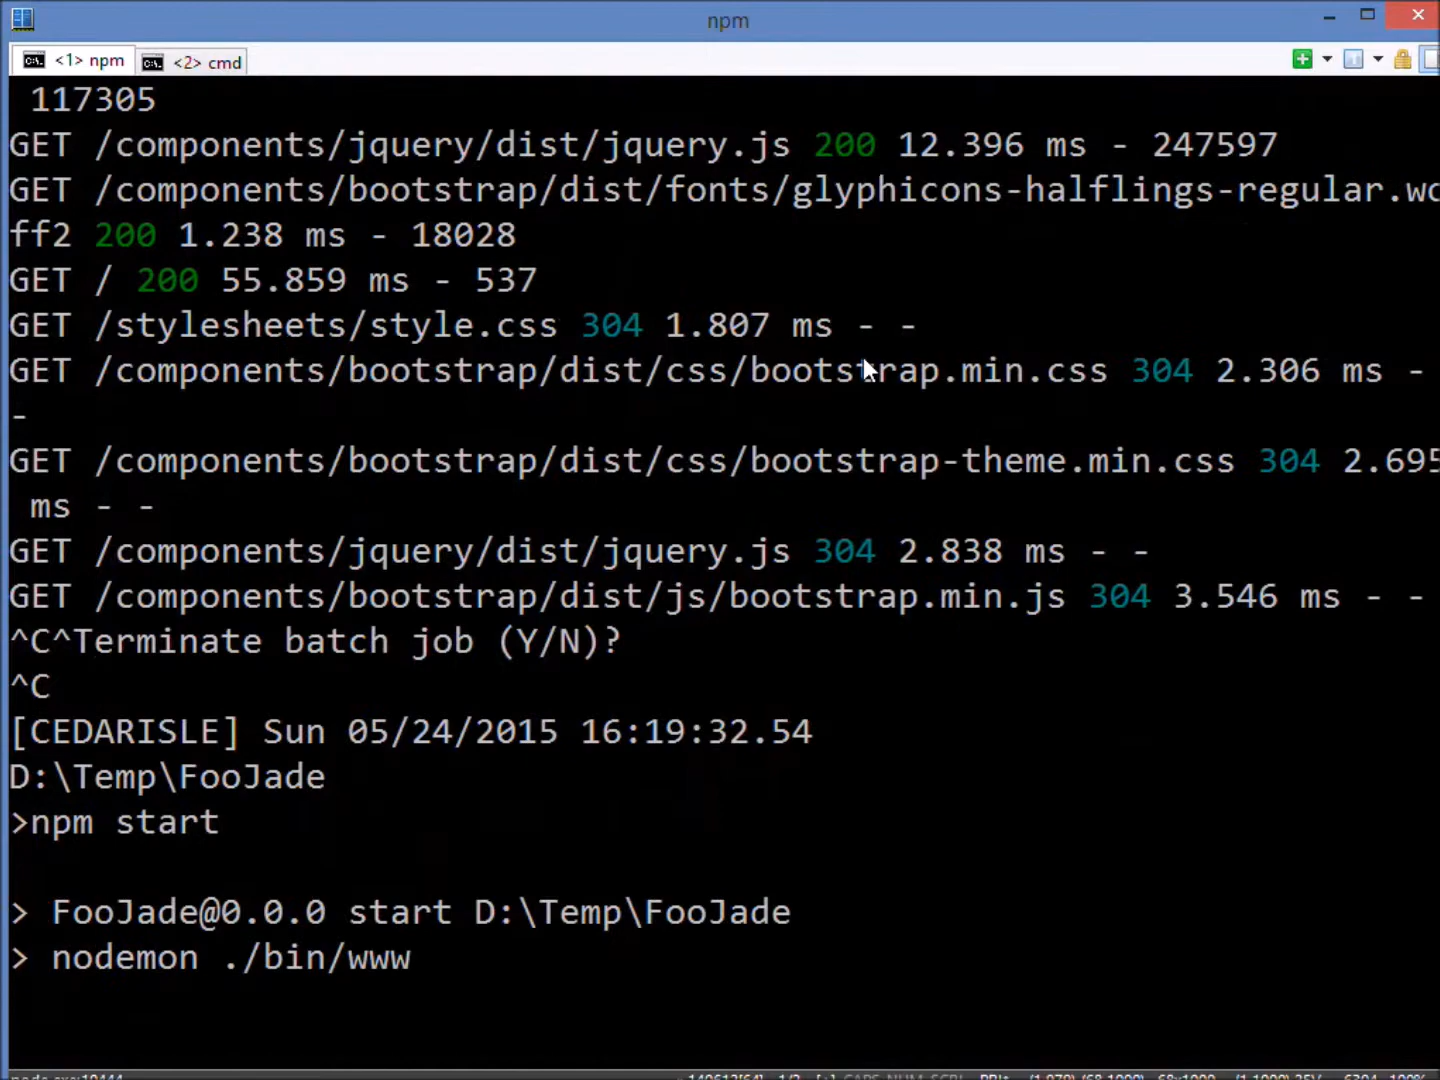 npm
<1> npm
<2> cmd
117305
GET /components/jquery/dist/jquery.js 200 12.396 ms - 247597
GET /components/bootstrap/dist/fonts/glyphicons-halflings-regular.wo
ff2 200 1.238 ms - 18028
GET / 200 55.859 ms - 537
GET /stylesheets/style.css 304 1.807 ms - -
GET /components/bootstrap/dist/css/bootstrap.min.css 304 2.306 ms -
-
GET /components/bootstrap/dist/css/bootstrap-theme.min.css 304 2.695
ms - -
GET /components/jquery/dist/jquery.js 304 2.838 ms - -
GET /components/bootstrap/dist/js/bootstrap.min.js 304 3.546 ms - -
^C^Terminate batch job (Y/N)?
^C
[CEDARISLE] Sun 05/24/2015 16:19:32.54
D:\Temp\FooJade
>npm start
> FooJade@0.0.0 start D:\Temp\FooJade
> nodemon ./bin/www